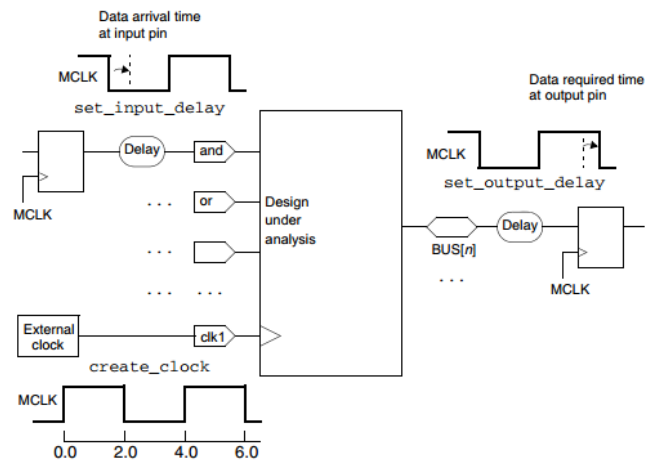 Data arrival time
at input pin
MCLK
set_input_delay
Data required time
at output pin
MCLK
set_output_delay
Delay
and
MCLK
. . .
or
Design
under
analysis
. . .
BUS[n]
Delay
. . .
MCLK
. . .
. . .
External
clock
clk1
create_clock
MCLK
0.0 2.0 4.0 6.0